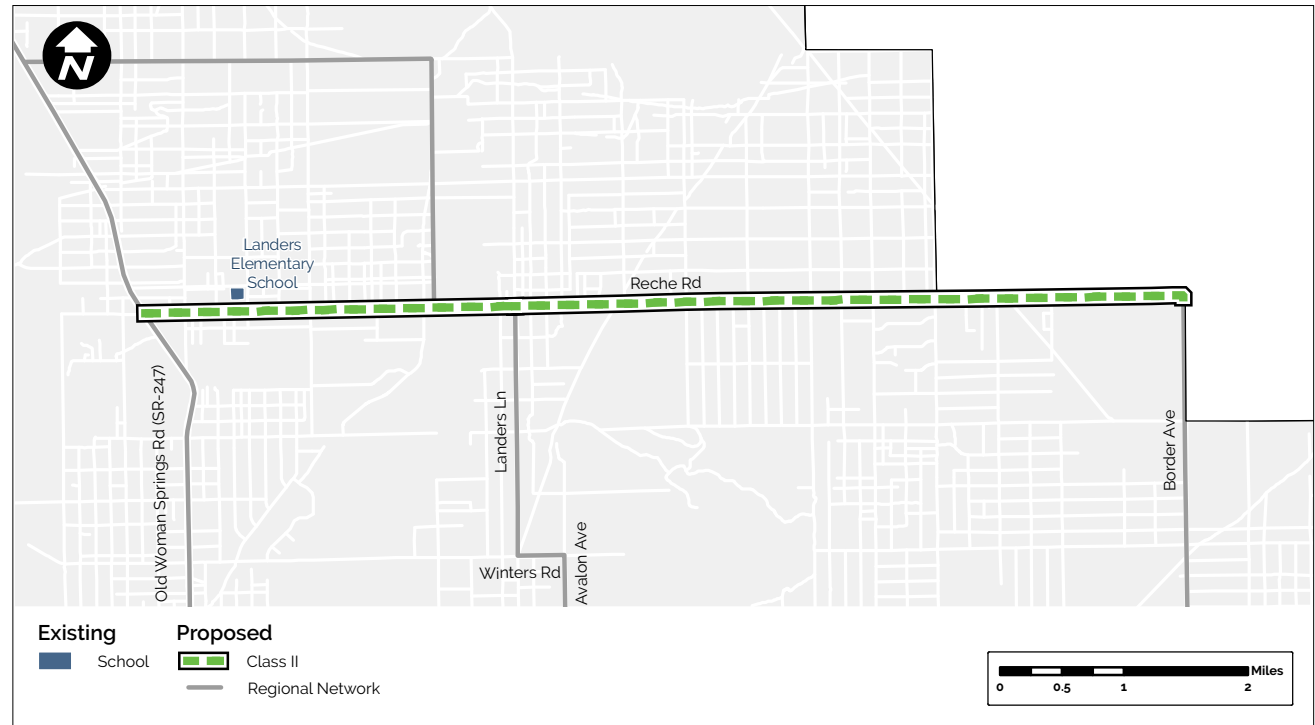 N
Landers
Elementary
School
Reche Rd
Old Woman Springs Rd (SR-247)
Landers Ln
Border Ave
Winters Rd
Avalon Ave
Existing
School
Proposed
Class II
Regional Network
Miles
0 0.5 1 2